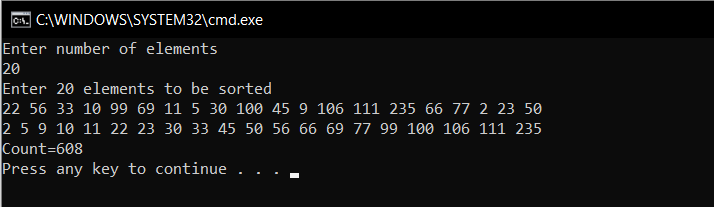 C:\WINDOWS\SYSTEM32\cmd.exe
Enter number of elements
20
Enter 20 elements to be sorted
22 56 33 10 99 69 11 5 30 100 45 9 106 111 235 66 77 2 23 50
2 5 9 10 11 22 23 30 33 45 50 56 66 69 77 99 100 106 111 235
Count=608
Press any key to continue . . .